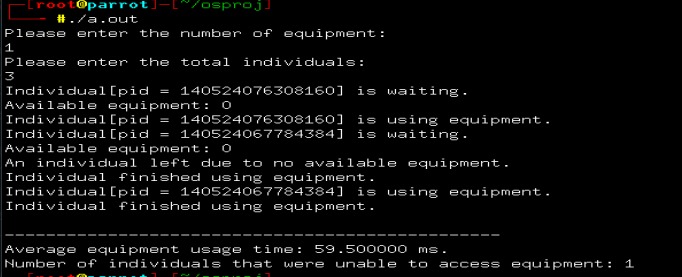 ┌─[root@parrot]─[~/osproj]
└──╼ #./a.out
Please enter the number of equipment:
1
Please enter the total individuals:
3
Individual[pid = 140524076308160] is waiting.
Available equipment: 0
Individual[pid = 140524076308160] is using equipment.
Individual[pid = 140524067784384] is waiting.
Available equipment: 0
An individual left due to no available equipment.
Individual finished using equipment.
Individual[pid = 140524067784384] is using equipment.
Individual finished using equipment.
------------------------------------------------
Average equipment usage time: 59.500000 ms.
Number of individuals that were unable to access equipment: 1
[root@parrot]─[~/osproj]